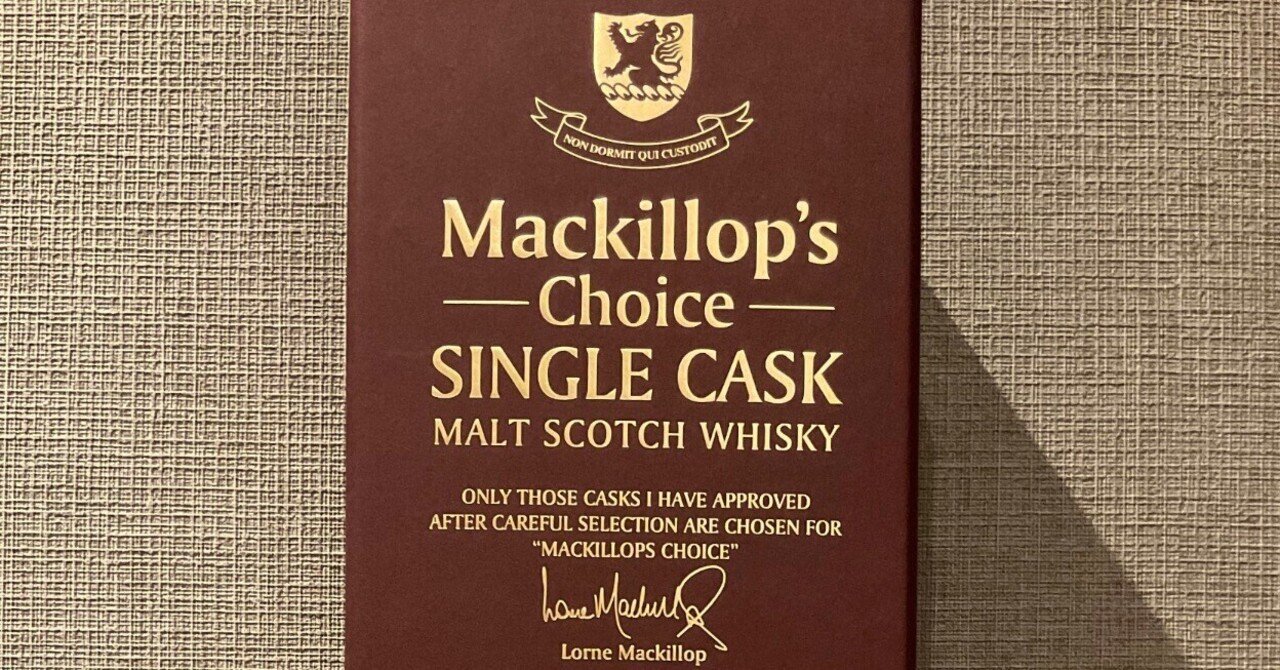 NON DORMIT QUI CUSTODIT
Mackillop's
Choice
SINGLE CASK
MALT SCOTCH WHISKY
ONLY THOSE CASKS I HAVE APPROVED
AFTER CAREFUL SELECTION ARE CHOSEN FOR
“MACKILLOPS CHOICE”
Lorne Mackillop